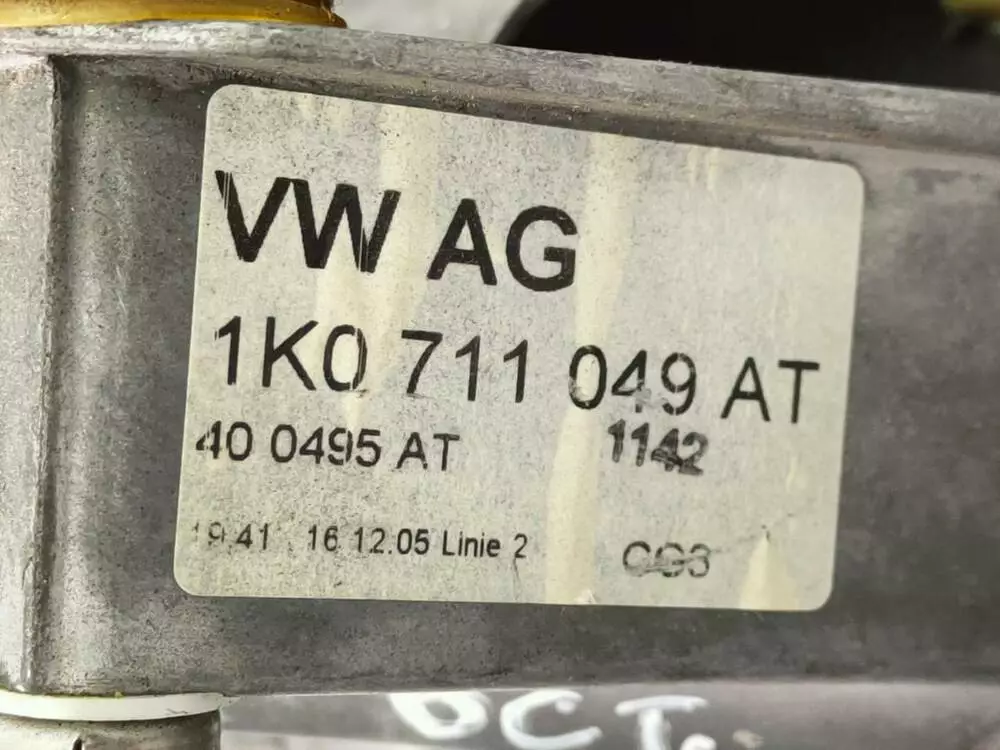 VW AG
1K0 711 049 AT
40 0495 AT 1142
19 41 16 12.05 Linie 2